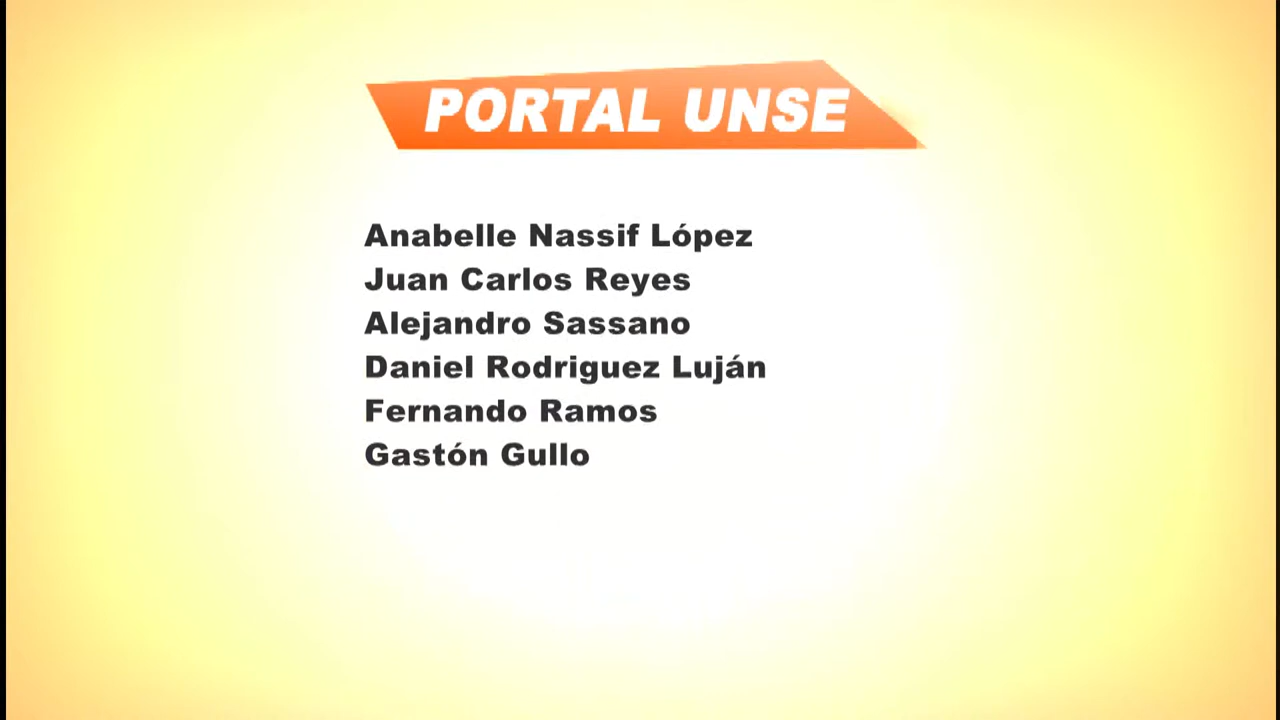 PORTAL UNSE
Anabelle Nassif López
Juan Carlos Reyes
Alejandro Sassano
Daniel Rodriguez Luján
Fernando Ramos
Gastón Gullo